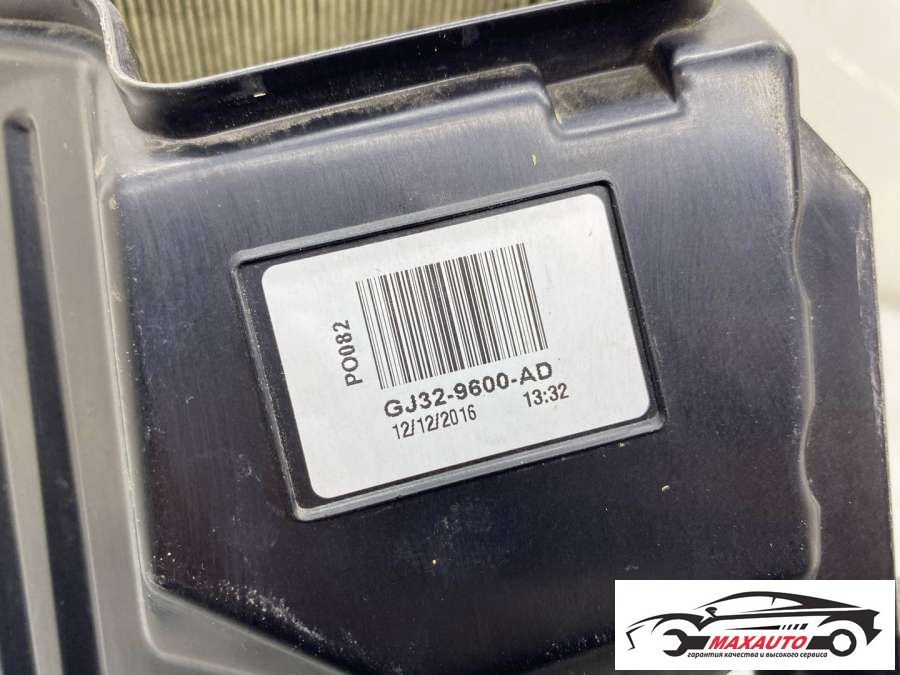 PO082
GJ32-9600-AD
12/12/2016 13:32
MAXAUTO
гарантия качества и высокого сервиса